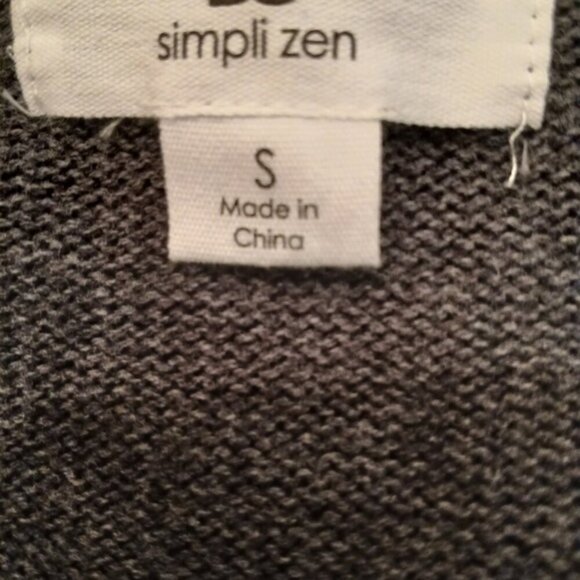 simpli zen
S
Made in
China